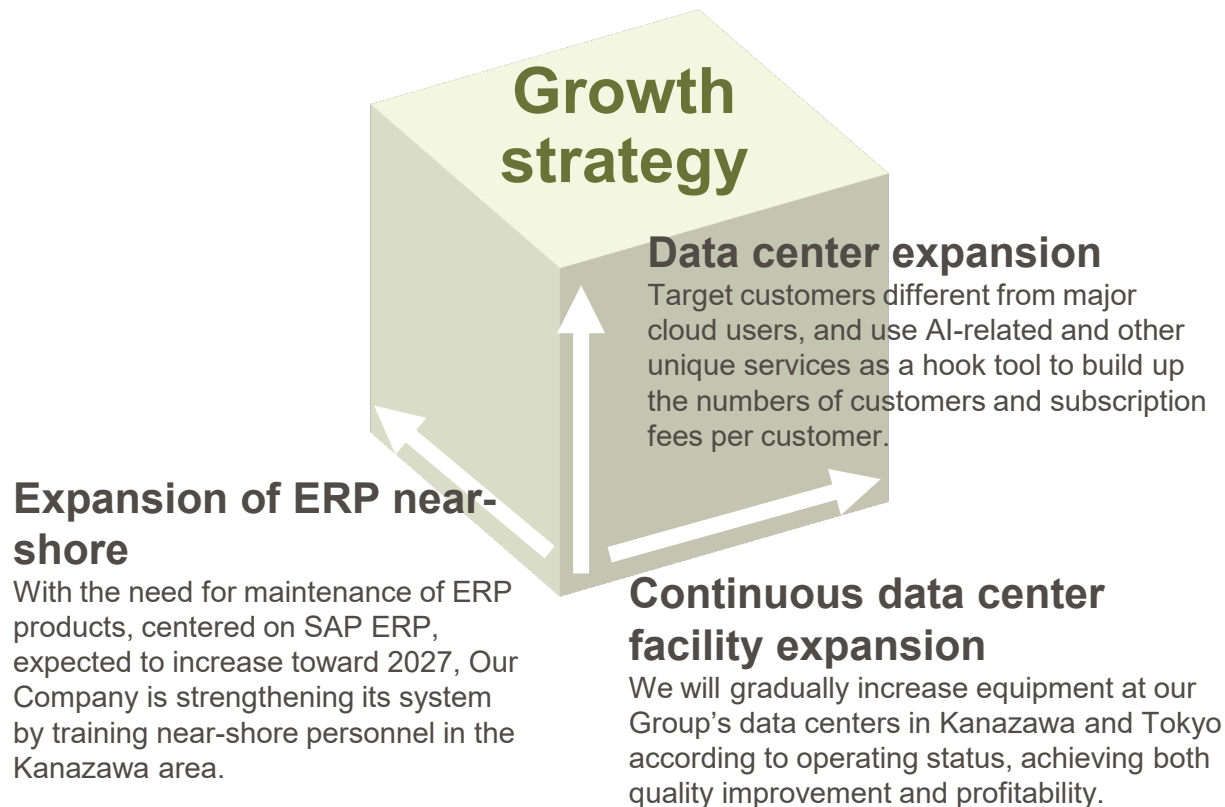 Growth
strategy
Data center expansion
Target customers different from major
cloud users, and use AI-related and other
unique services as a hook tool to build up
the numbers of customers and subscription
fees per customer.
Expansion of ERP near-
shore
With the need for maintenance of ERP
products, centered on SAP ERP,
expected to increase toward 2027, Our
Company is strengthening its system
by training near-shore personnel in the
Kanazawa area.
Continuous data center
facility expansion
We will gradually increase equipment at our
Group’s data centers in Kanazawa and Tokyo
according to operating status, achieving both
quality improvement and profitability.